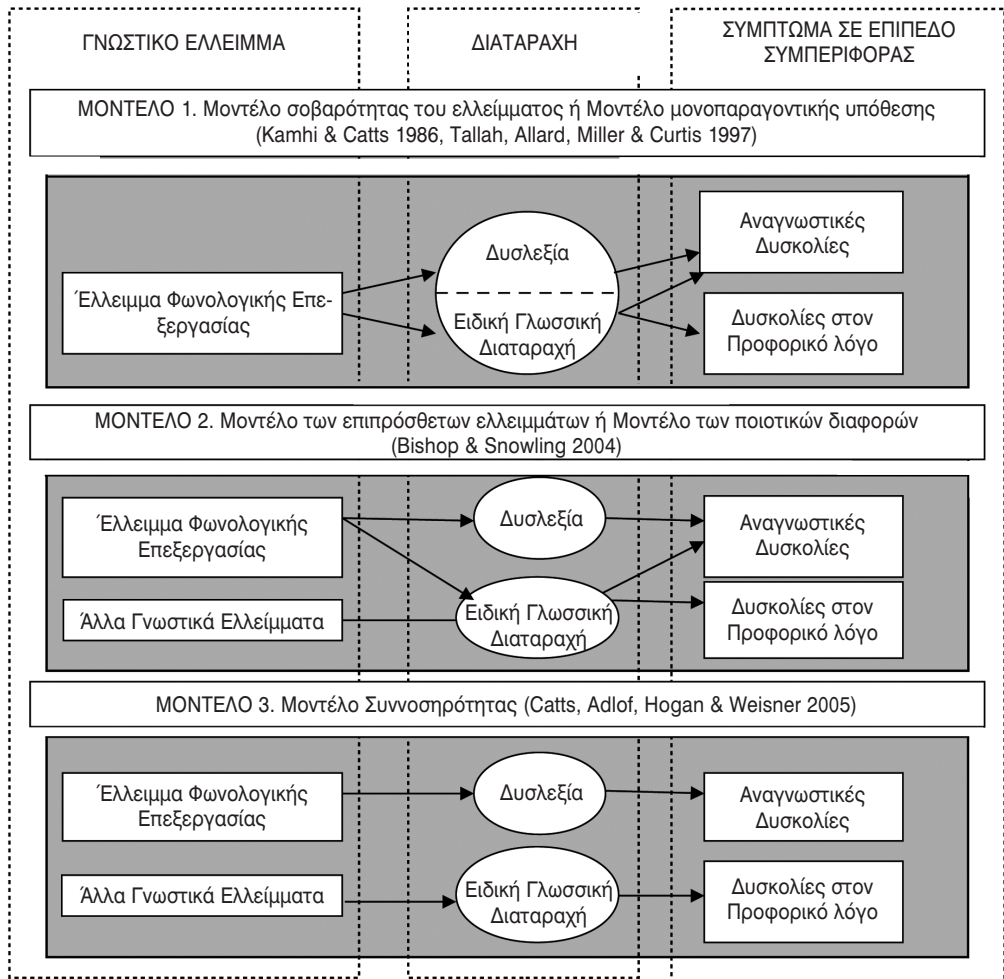 ΓΝΩΣΤΙΚΟ ΕΛΛΕΙΜΜΑ
ΔΙΑΤΑΡΑΧΗ
ΣΥΜΠΤΩΜΑ ΣΕ ΕΠΙΠΕΔΟ
ΣΥΜΠΕΡΙΦΟΡΑΣ
ΜΟΝΤΕΛΟ 1. Μοντέλο σοβαρότητας του ελλείμματος ή Μοντέλο μονοπαραγοντικής υπόθεσης
(Kamhi & Catts 1986, Tallah, Allard, Miller & Curtis 1997)
Έλλειμμα Φωνολογικής Επε-
ξεργασίας
Δυσλεξία
Ειδική Γλωσσική
Διαταραχή
Αναγνωστικές
Δυσκολίες
Δυσκολίες στον
Προφορικό λόγο
ΜΟΝΤΕΛΟ 2. Μοντέλο των επιπρόσθετων ελλειμμάτων ή Μοντέλο των ποιοτικών διαφορών
(Bishop & Snowling 2004)
Έλλειμμα Φωνολογικής
Επεξεργασίας
Άλλα Γνωστικά Ελλείμματα
Δυσλεξία
Ειδική Γλωσσική
Διαταραχή
Αναγνωστικές
Δυσκολίες
Δυσκολίες στον
Προφορικό λόγο
ΜΟΝΤΕΛΟ 3. Μοντέλο Συννοσηρότητας (Catts, Adlof, Hogan & Weisner 2005)
Έλλειμμα Φωνολογικής
Επεξεργασίας
Άλλα Γνωστικά Ελλείμματα
Δυσλεξία
Ειδική Γλωσσική
Διαταραχή
Αναγνωστικές
Δυσκολίες
Δυσκολίες στον
Προφορικό λόγο